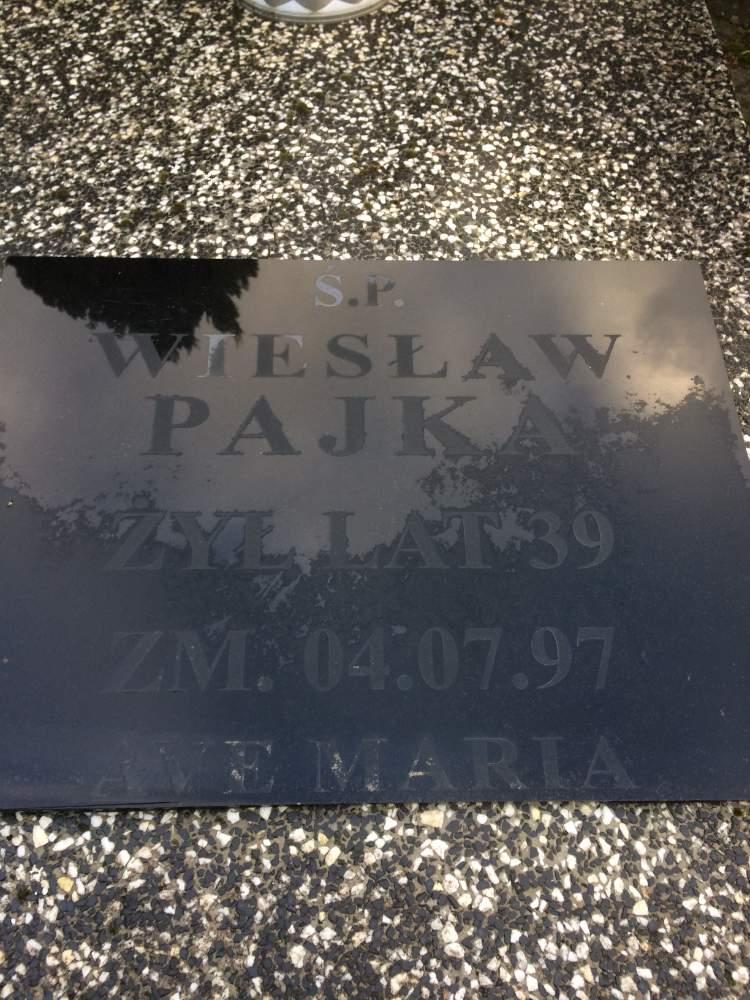 Ś.P.
WIESŁAW
PAJKA
ŻYŁ LAT 39
ZM. 04.07.97
AVE MARIA